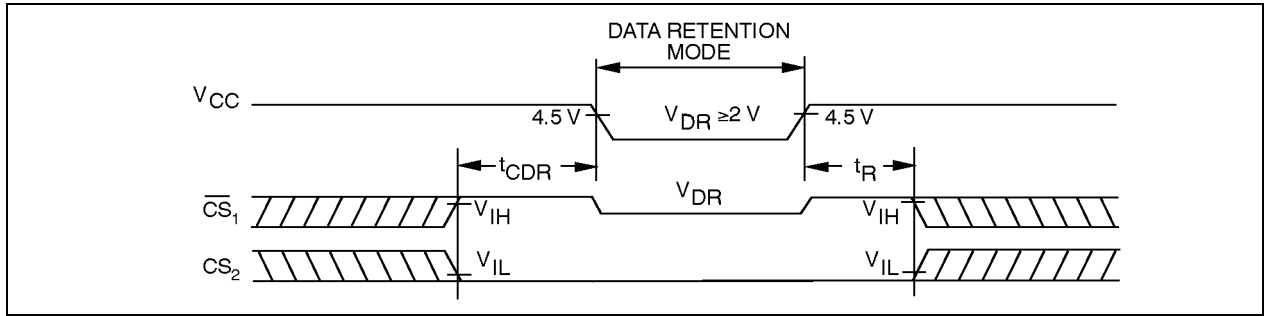 DATA RETENTION
MODE
VCC
4.5 V
VDR ≥2 V
4.5 V
tCDR
tR
CS1
VIH
VDR
VIH
CS2
VIL
VIL